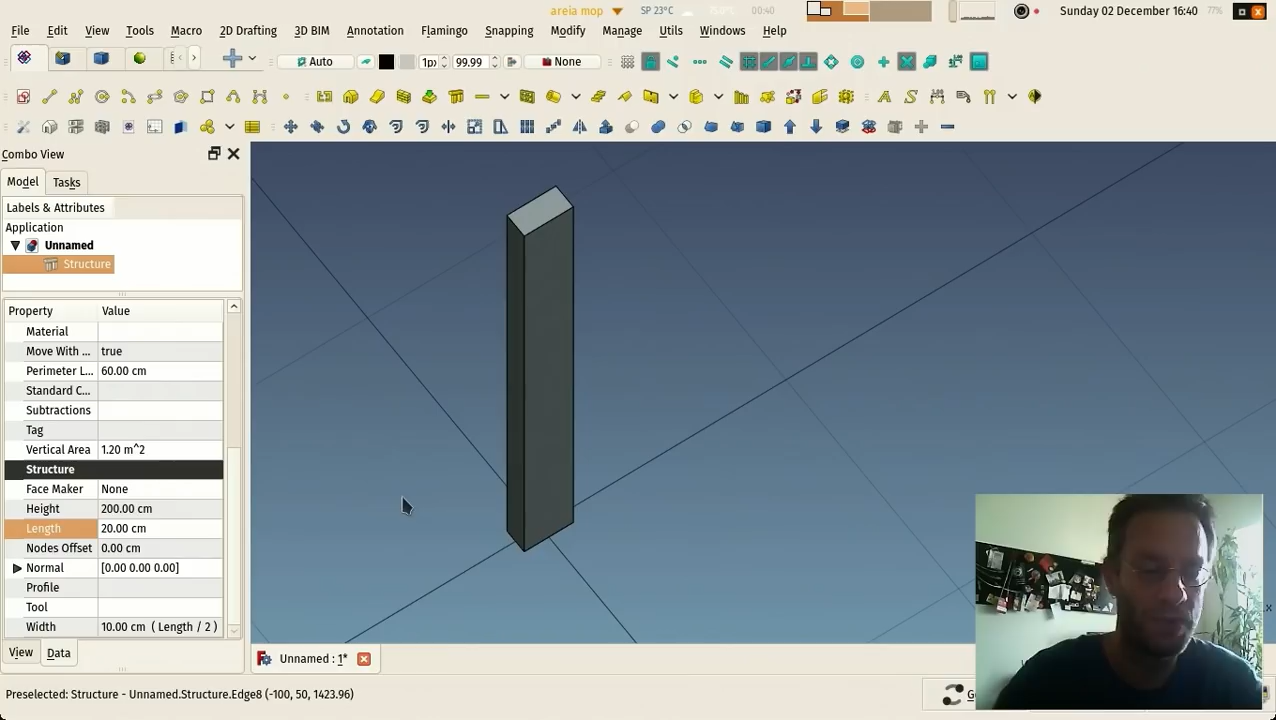 areia mop SP 23°C 00:40 Sunday 02 December 16:40 77%
File Edit View Tools Macro 2D Drafting 3D BIM Annotation Flamingo Snapping Modify Manage Utils Windows Help
Auto 1px 99.99 None
Combo View
Model Tasks
Labels & Attributes
Application
Unnamed
Structure
Property Value
Material
Move With ... true
Perimeter L... 60.00 cm
Standard C...
Subtractions
Tag
Vertical Area 1.20 m^2
Structure
Face Maker None
Height 200.00 cm
Length 20.00 cm
Nodes Offset 0.00 cm
Normal [0.00 0.00 0.00]
Profile
Tool
Width 10.00 cm ( Length / 2 )
View Data
Unnamed : 1*
Preselected: Structure - Unnamed.Structure.Edge8 (-100, 50, 1423.96)